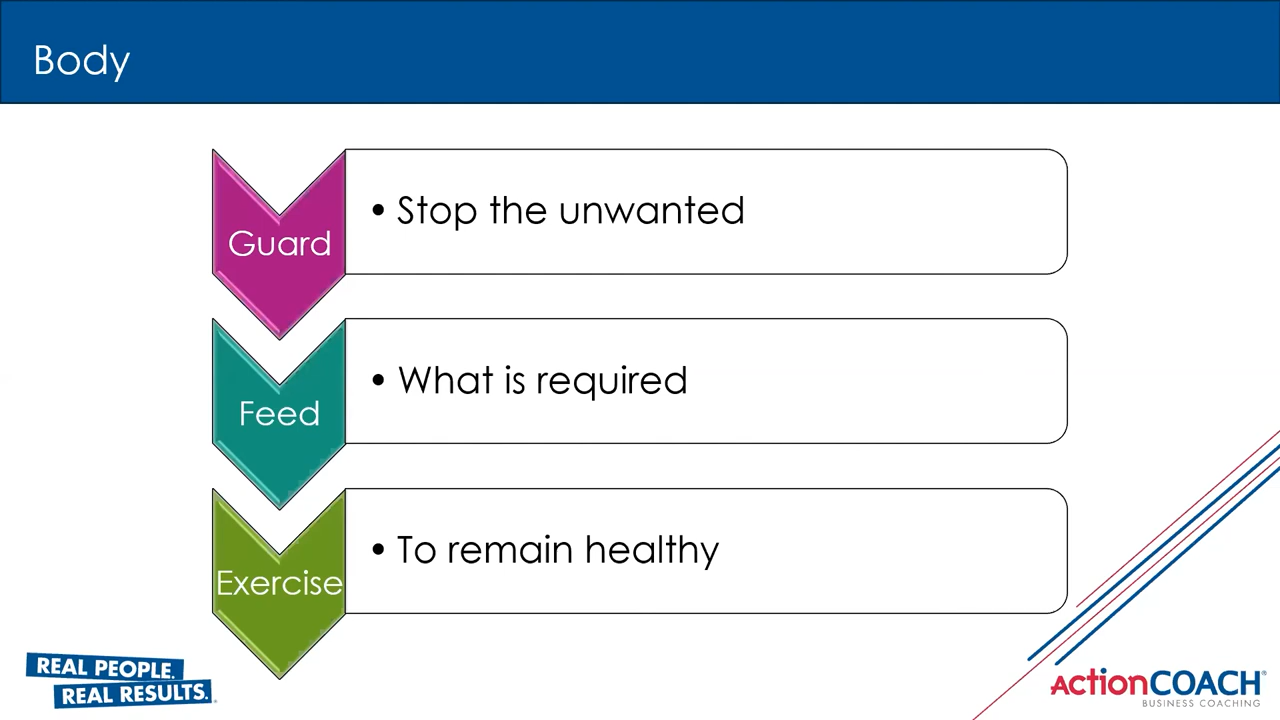 Body
Guard
• Stop the unwanted
Feed
• What is required
Exercise
• To remain healthy
REAL PEOPLE.
REAL RESULTS.
ActionCOACH®
BUSINESS COACHING